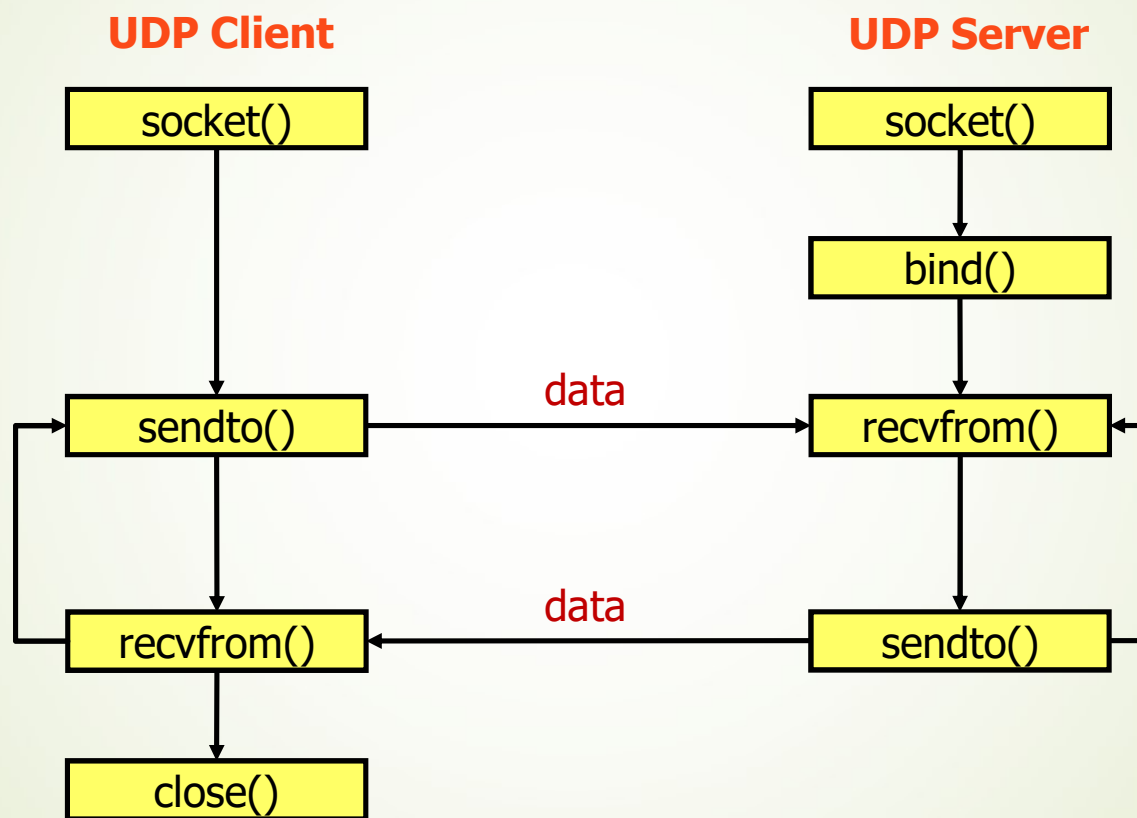 UDP Client
UDP Server
socket()
socket()
bind()
data
sendto()
recvfrom()
data
recvfrom()
sendto()
close()